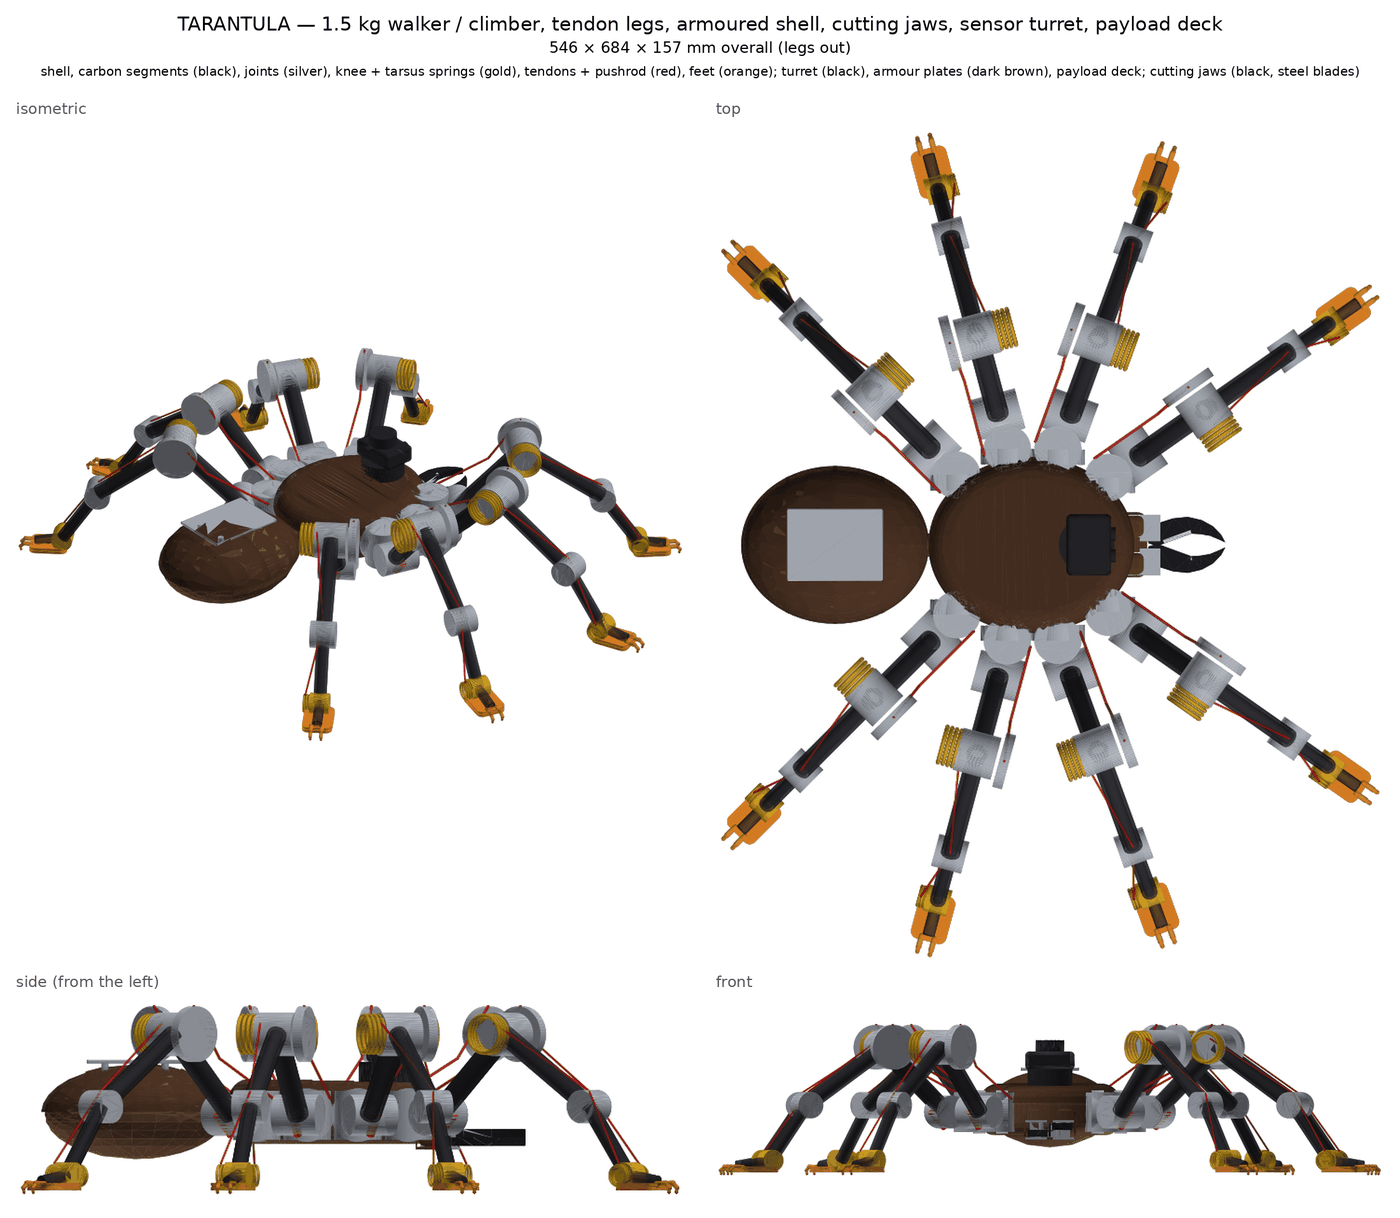 TARANTULA — 1.5 kg walker / climber, tendon legs, armoured shell, cutting jaws, sensor turret, payload deck
546 × 684 × 157 mm overall (legs out)
shell, carbon segments (black), joints (silver), knee + tarsus springs (gold), tendons + pushrod (red), feet (orange); turret (black), armour plates (dark brown), payload deck; cutting jaws (black, steel blades)
isometric
top
side (from the left)
front